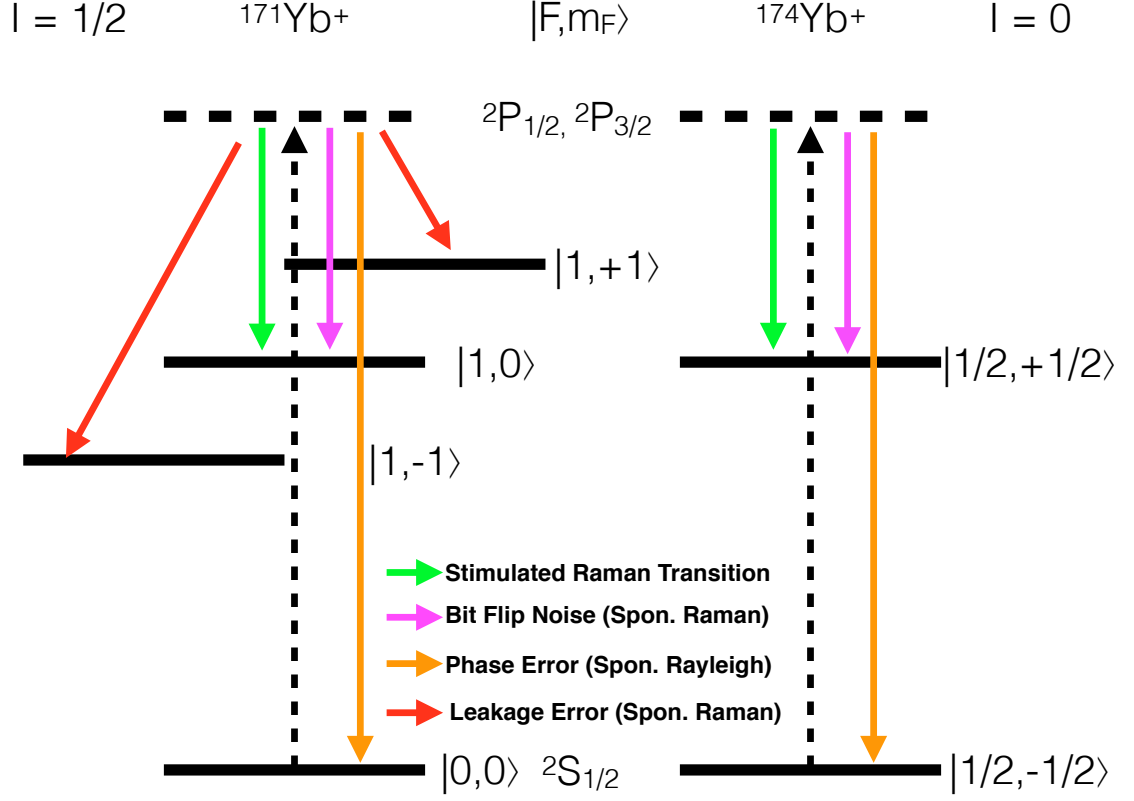 I = 1/2 ¹⁷¹Yb⁺ |F,m_F⟩ ¹⁷⁴Yb⁺ I = 0
²P₁/₂, ²P₃/₂
|1,+1⟩
|1,0⟩ |1/2,+1/2⟩
|1,-1⟩
Stimulated Raman Transition
Bit Flip Noise (Spon. Raman)
Phase Error (Spon. Rayleigh)
Leakage Error (Spon. Raman)
|0,0⟩ ²S₁/₂ |1/2,-1/2⟩